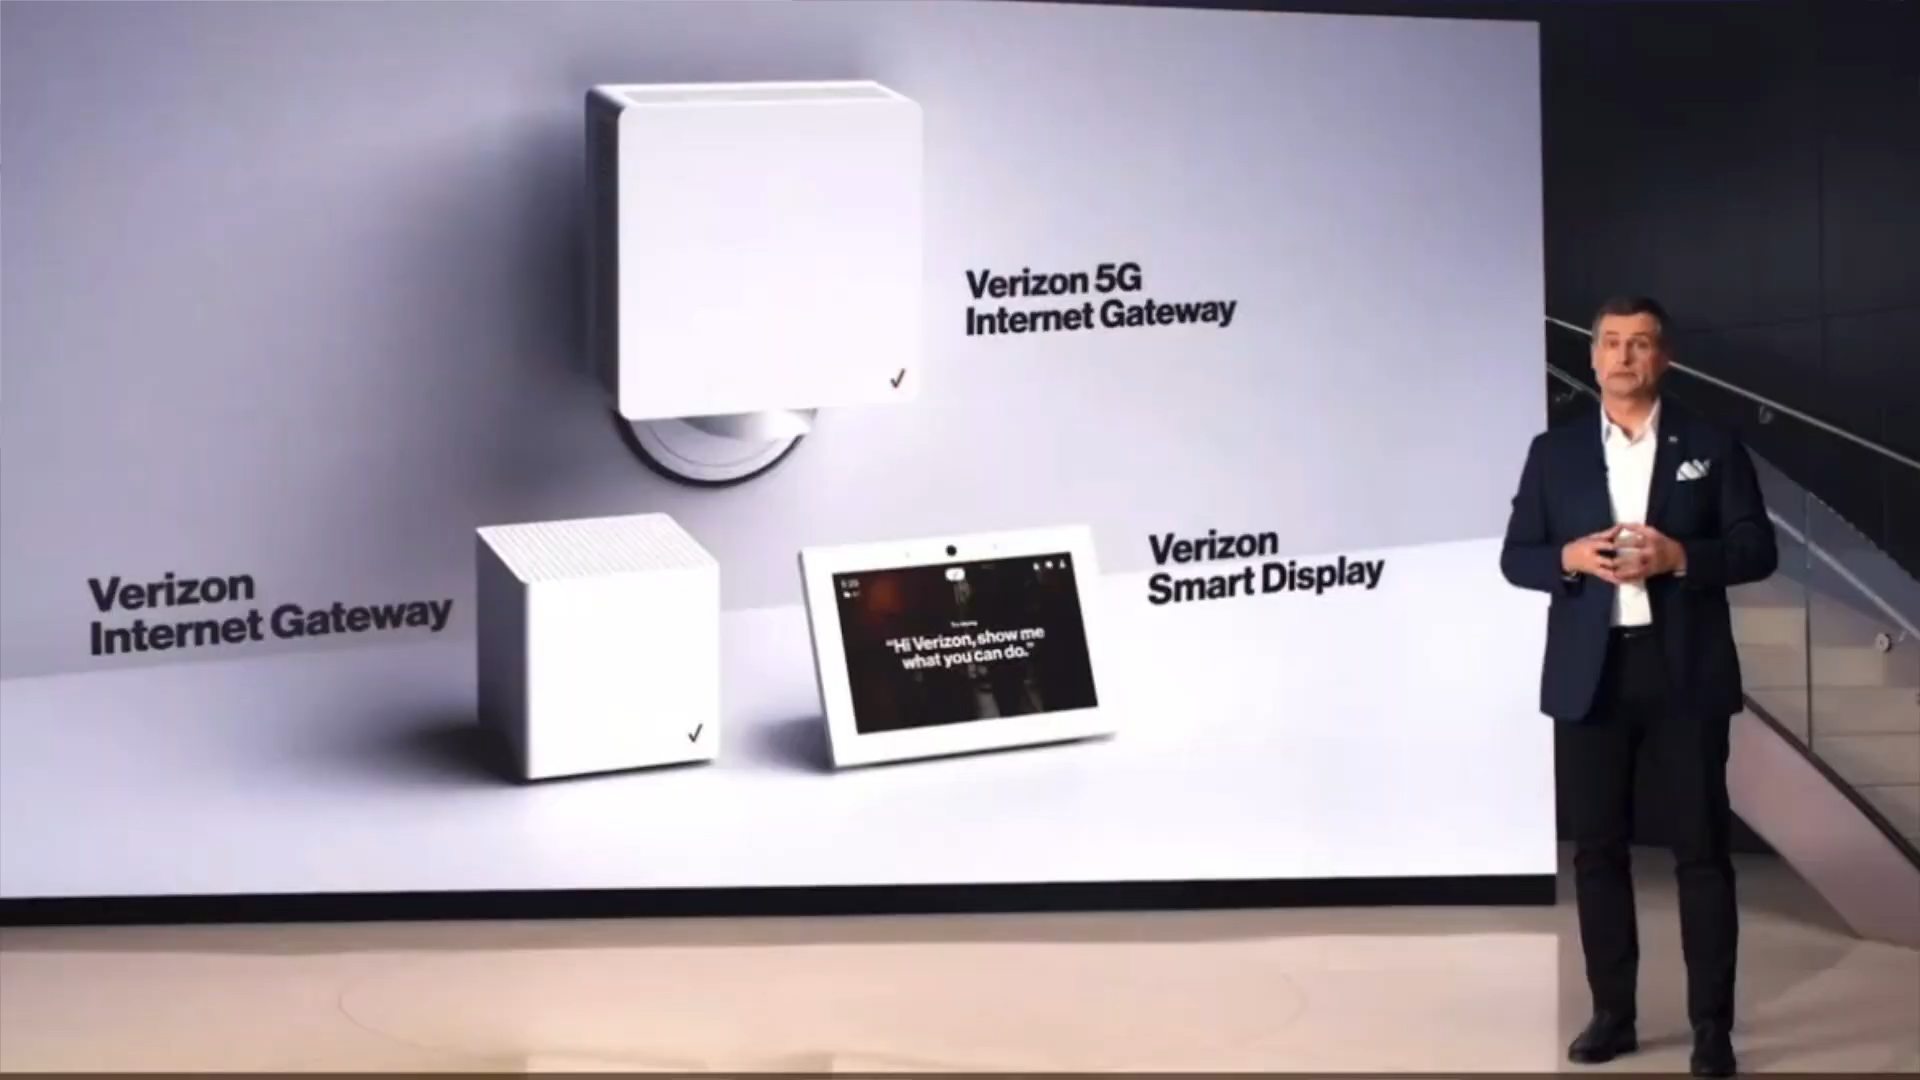 Verizon 5G
Internet Gateway
Verizon
Internet Gateway
Verizon
Smart Display
"Hi Verizon, show me
what you can do."